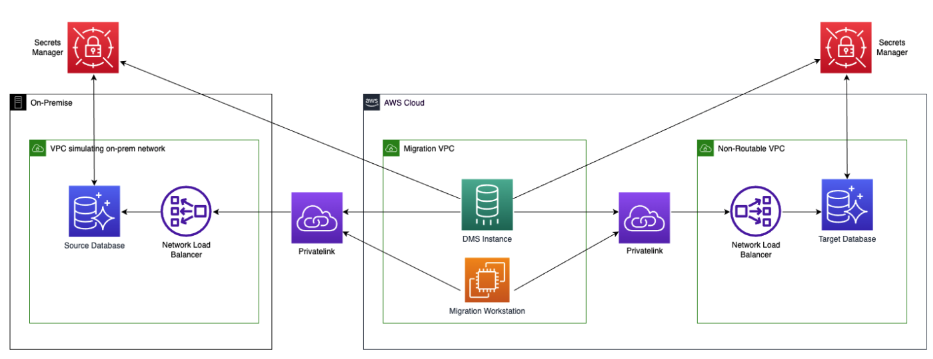 Secrets
Manager
Secrets
Manager
On-Premise
aws
AWS Cloud
VPC simulating on-prem network
Migration VPC
Non-Routable VPC
Source Database
Network Load
Balancer
Privatelink
DMS Instance
Privatelink
Network Load
Balancer
Target Database
Migration Workstation